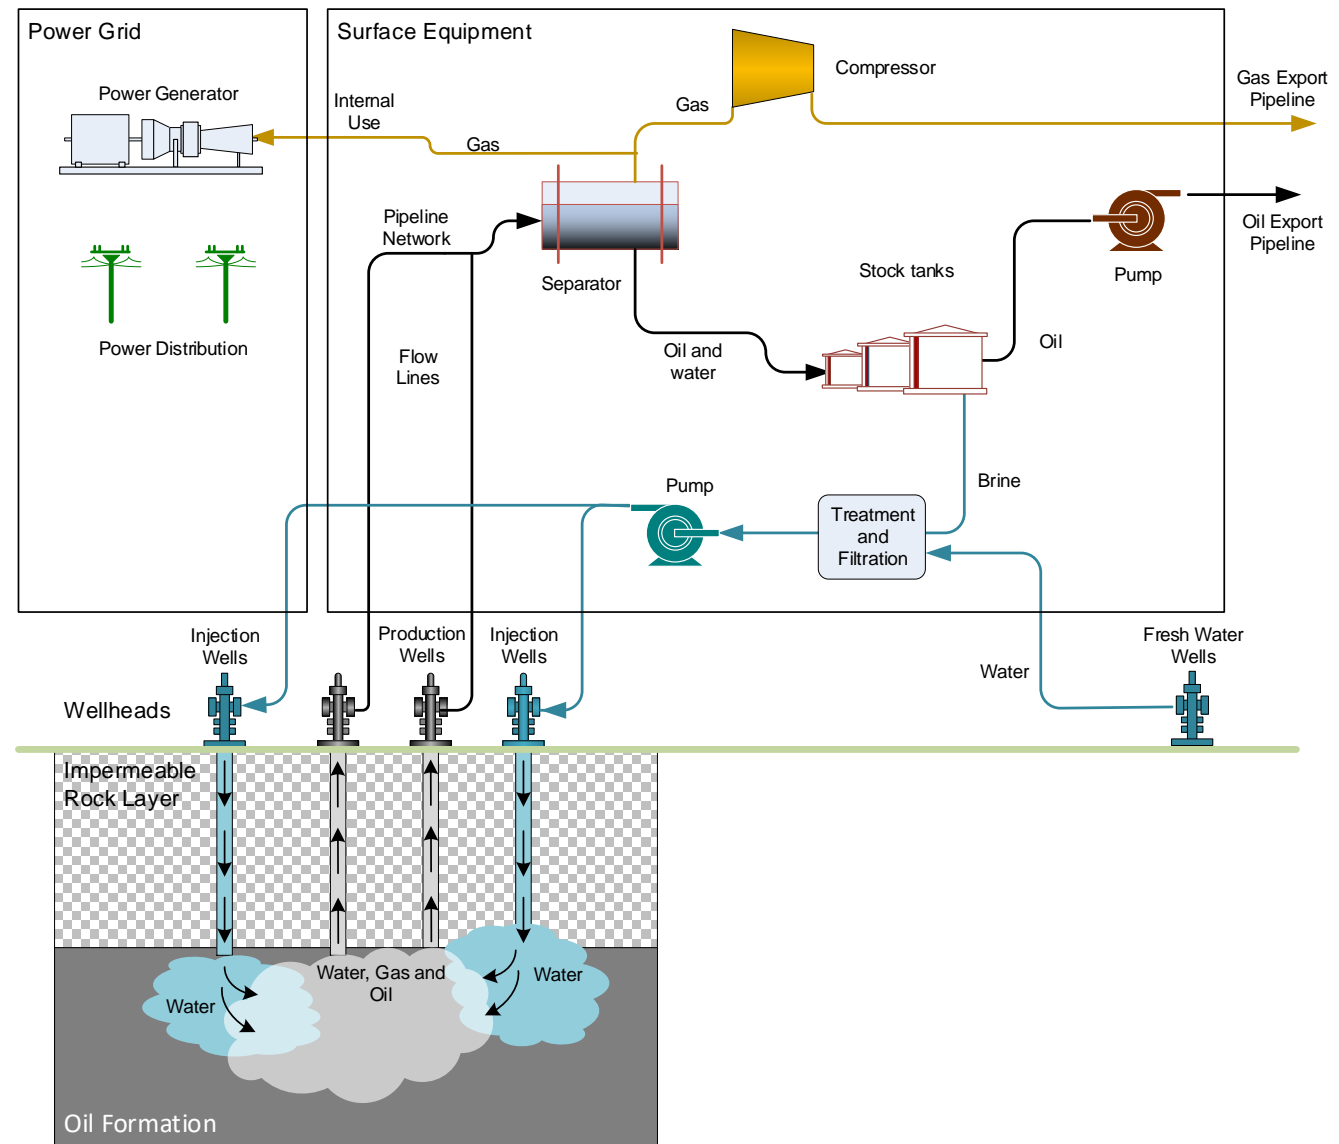 Power Grid
Surface Equipment
Compressor
Gas Export
Pipeline
Power Generator
Internal
Use
Gas
Gas
Pipeline
Network
Oil Export
Pipeline
Separator
Stock tanks
Pump
Power Distribution
Flow
Lines
Oil and
water
Oil
Pump
Brine
Treatment
and
Filtration
Injection
Wells
Production
Wells
Injection
Wells
Fresh Water
Wells
Water
Wellheads
Impermeable
Rock Layer
Water, Gas and
Oil
Water
Water
Oil Formation